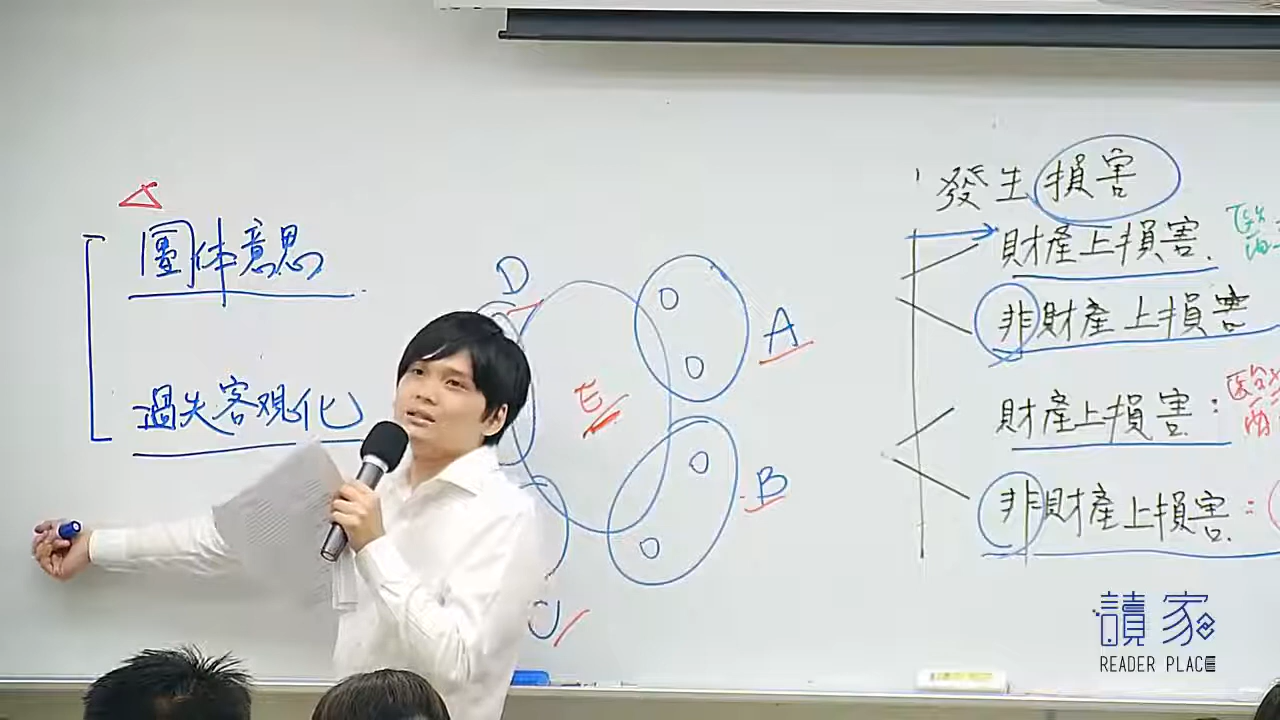 團体意思
過失客观化
D
A
E
B
發生損害
財產上損害
非財產上損害
財產上損害:
非財產上損害:
讀家
READER PLACE